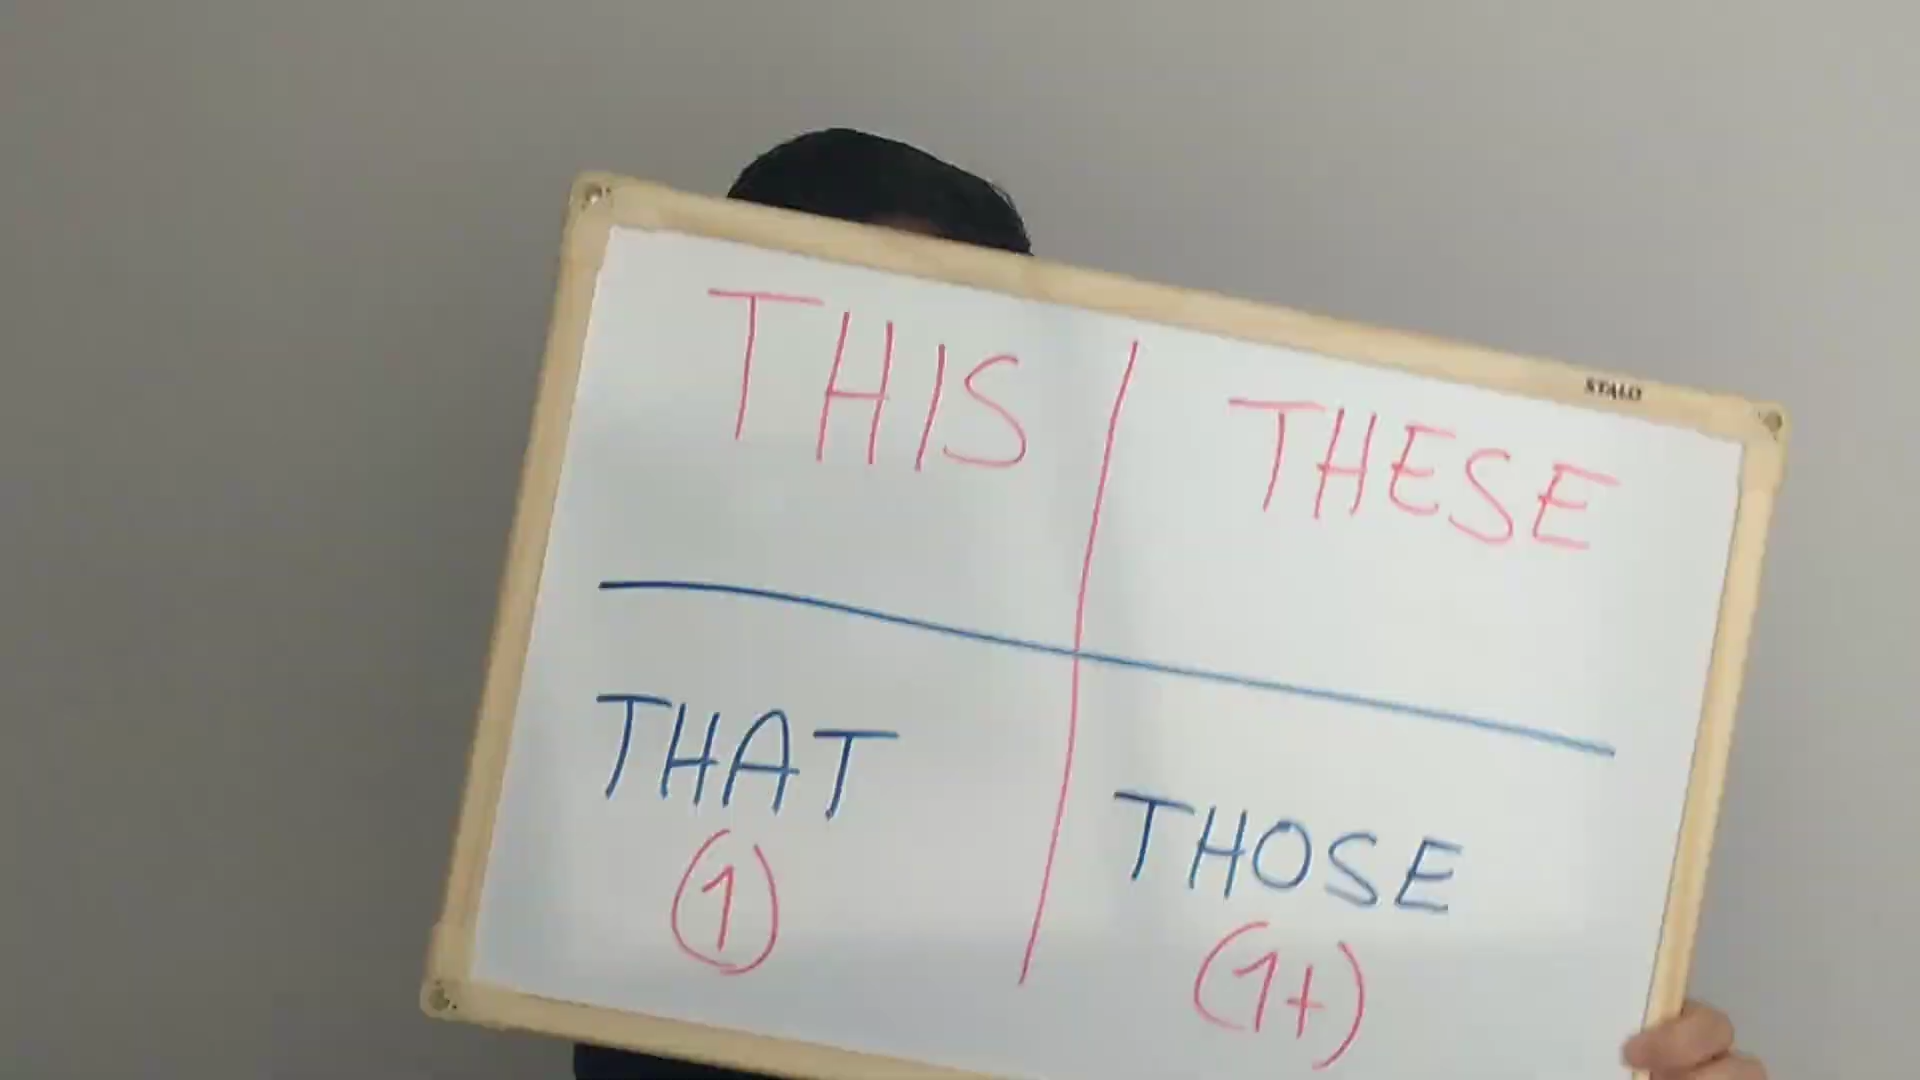 STALO
THIS
THESE
THAT
THOSE
(1)
(1+)